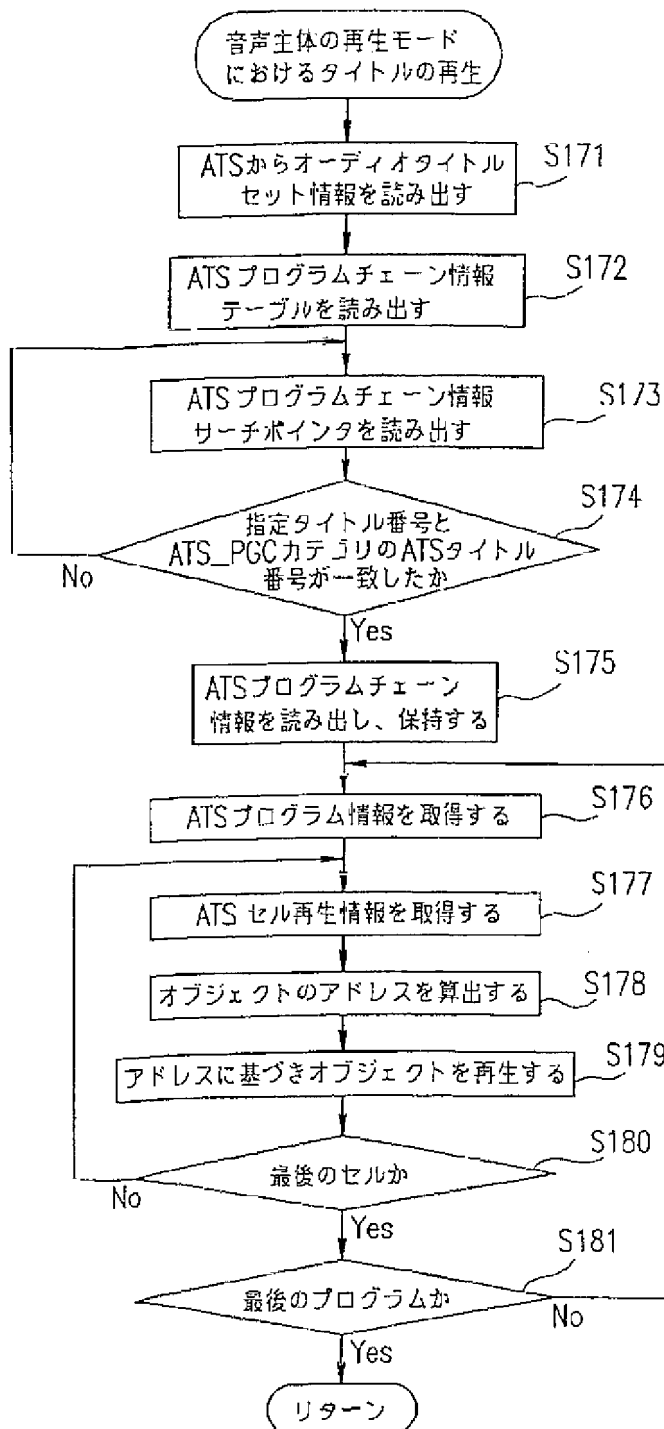 音声主体の再生モード
におけるタイトルの再生
ATSからオーディオタイトル
セット情報を読み出す
S171
ATSプログラムチェーン情報
テーブルを読み出す
S172
ATSプログラムチェーン情報
サーチポインタを読み出す
S173
指定タイトル番号と
ATS_PGCカテゴリのATSタイトル
番号が一致したか
S174
No
Yes
ATSプログラムチェーン
情報を読み出し、保持する
S175
ATSプログラム情報を取得する
S176
ATS セル再生情報を取得する
S177
オブジェクトのアドレスを算出する
S178
アドレスに基づきオブジェクトを再生する
S179
最後のセルか
S180
No
Yes
最後のプログラムか
S181
No
Yes
リターン